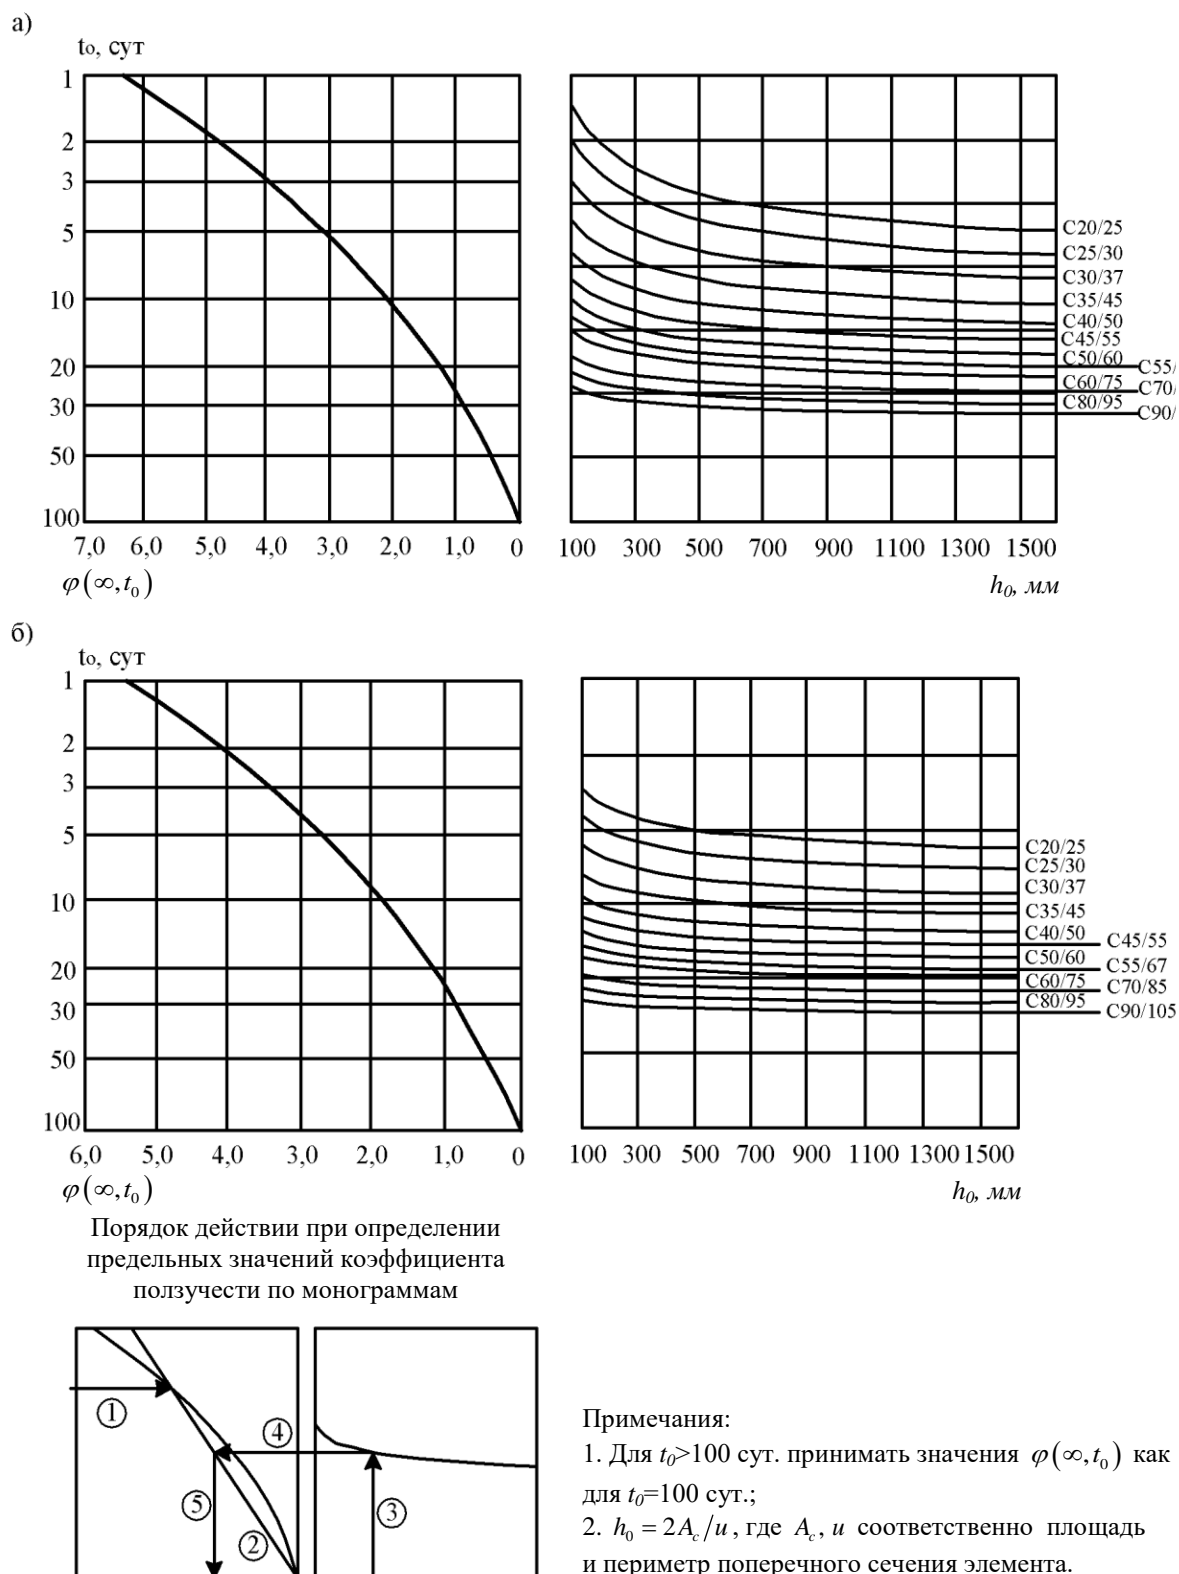 а)
t₀, сут
1
2
3
5
10
20
30
50
100
7,0 6,0 5,0 4,0 3,0 2,0 1,0 0
φ(∞,t₀)
C20/25
C25/30
C30/37
C35/45
C40/50
C45/55
C50/60
C55/
C60/75
C70/
C80/95
C90/
100 300 500 700 900 1100 1300 1500
h₀, мм
б)
t₀, сут
1
2
3
5
10
20
30
50
100
6,0 5,0 4,0 3,0 2,0 1,0 0
φ(∞,t₀)
C20/25
C25/30
C30/37
C35/45
C40/50
C45/55
C50/60
C55/67
C60/75
C70/85
C80/95
C90/105
100 300 500 700 900 1100 1300 1500
h₀, мм
Порядок действии при определении
предельных значений коэффициента
ползучести по монограммам
1
4
5
3
2
Примечания:
1. Для t₀>100 сут. принимать значения φ(∞,t₀) как
для t₀=100 сут.;
2. h₀ = 2A_c/u, где A_c, u соответственно площадь
и периметр поперечного сечения элемента.